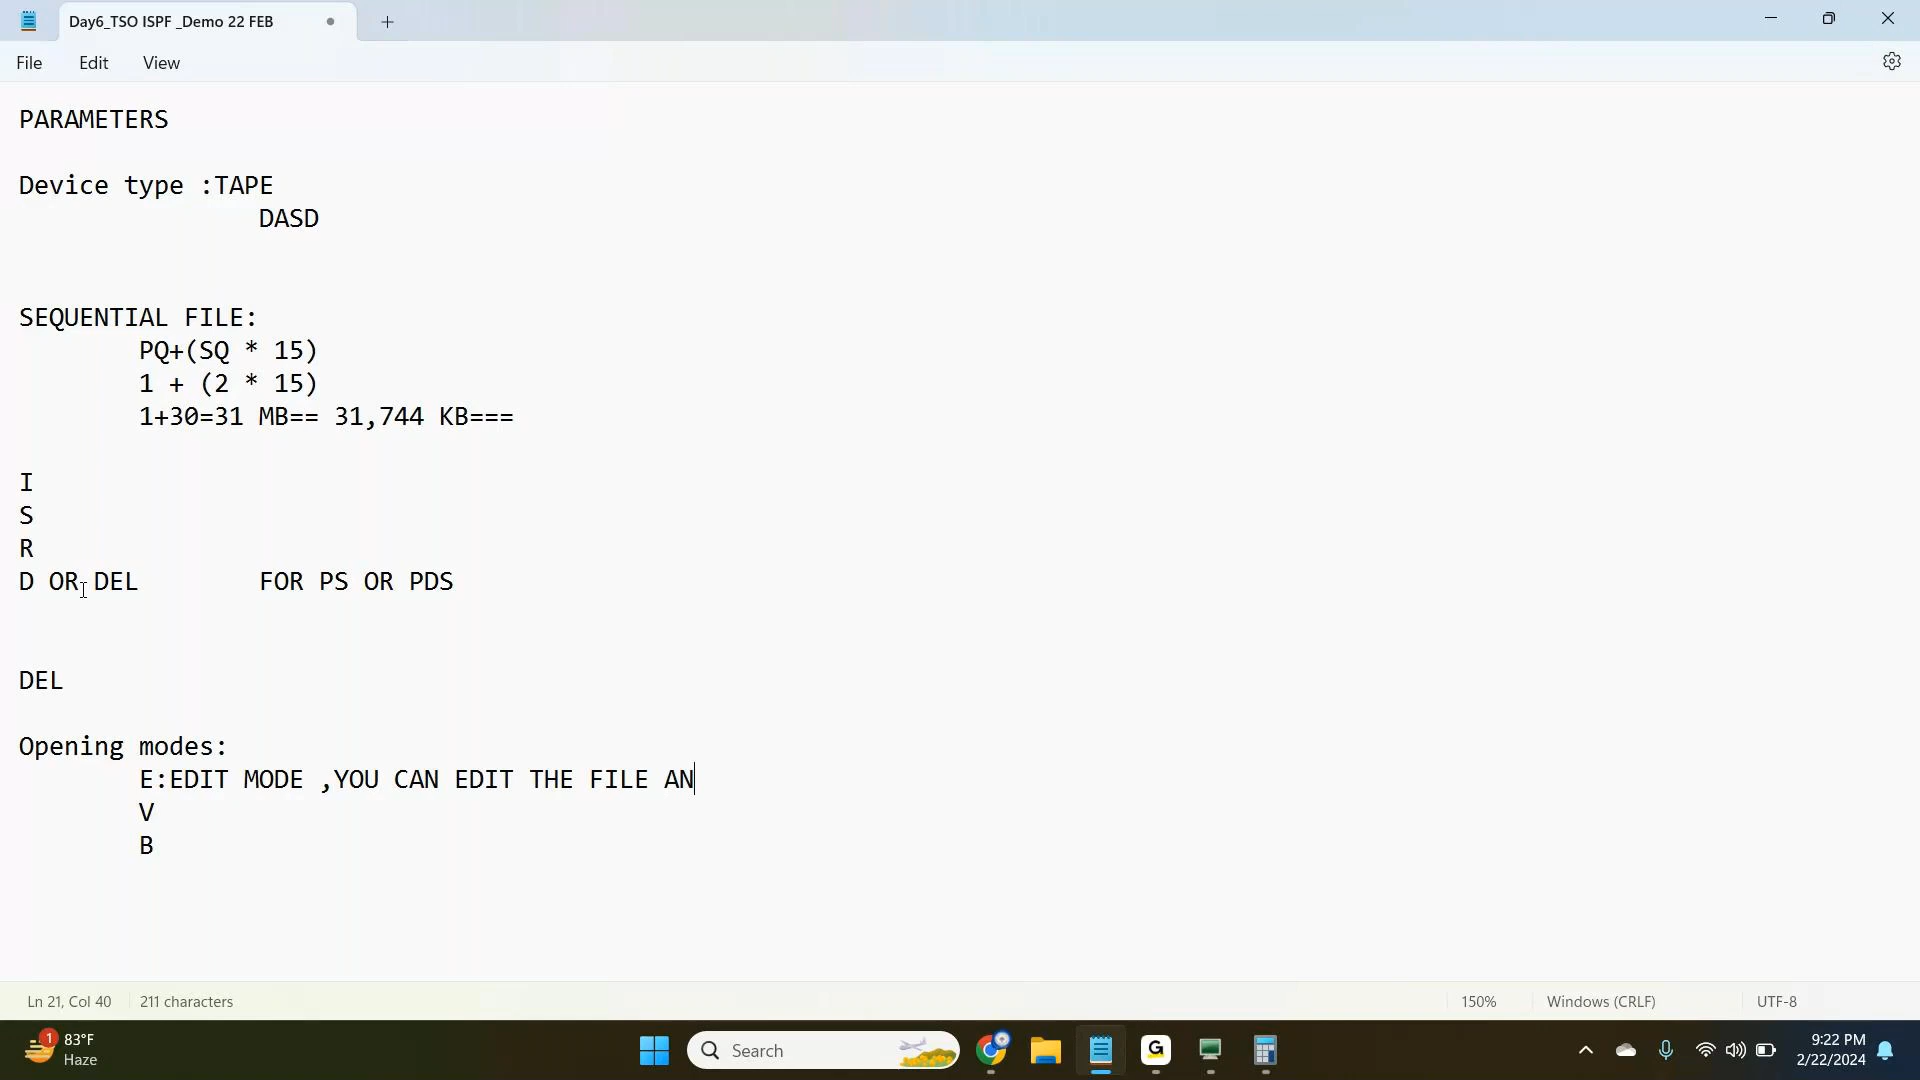 Day6_TSO ISPF _Demo 22 FEB
File Edit View
PARAMETERS
Device type :TAPE
DASD
SEQUENTIAL FILE:
PQ+(SQ * 15)
1 + (2 * 15)
1+30=31 MB== 31,744 KB===
I
S
R
D OR DEL FOR PS OR PDS
DEL
Opening modes:
E:EDIT MODE ,YOU CAN EDIT THE FILE AN
V
B
Ln 21, Col 40 211 characters 150% Windows (CRLF) UTF-8
1 83°F
Haze
Search
G
9:22 PM
2/22/2024